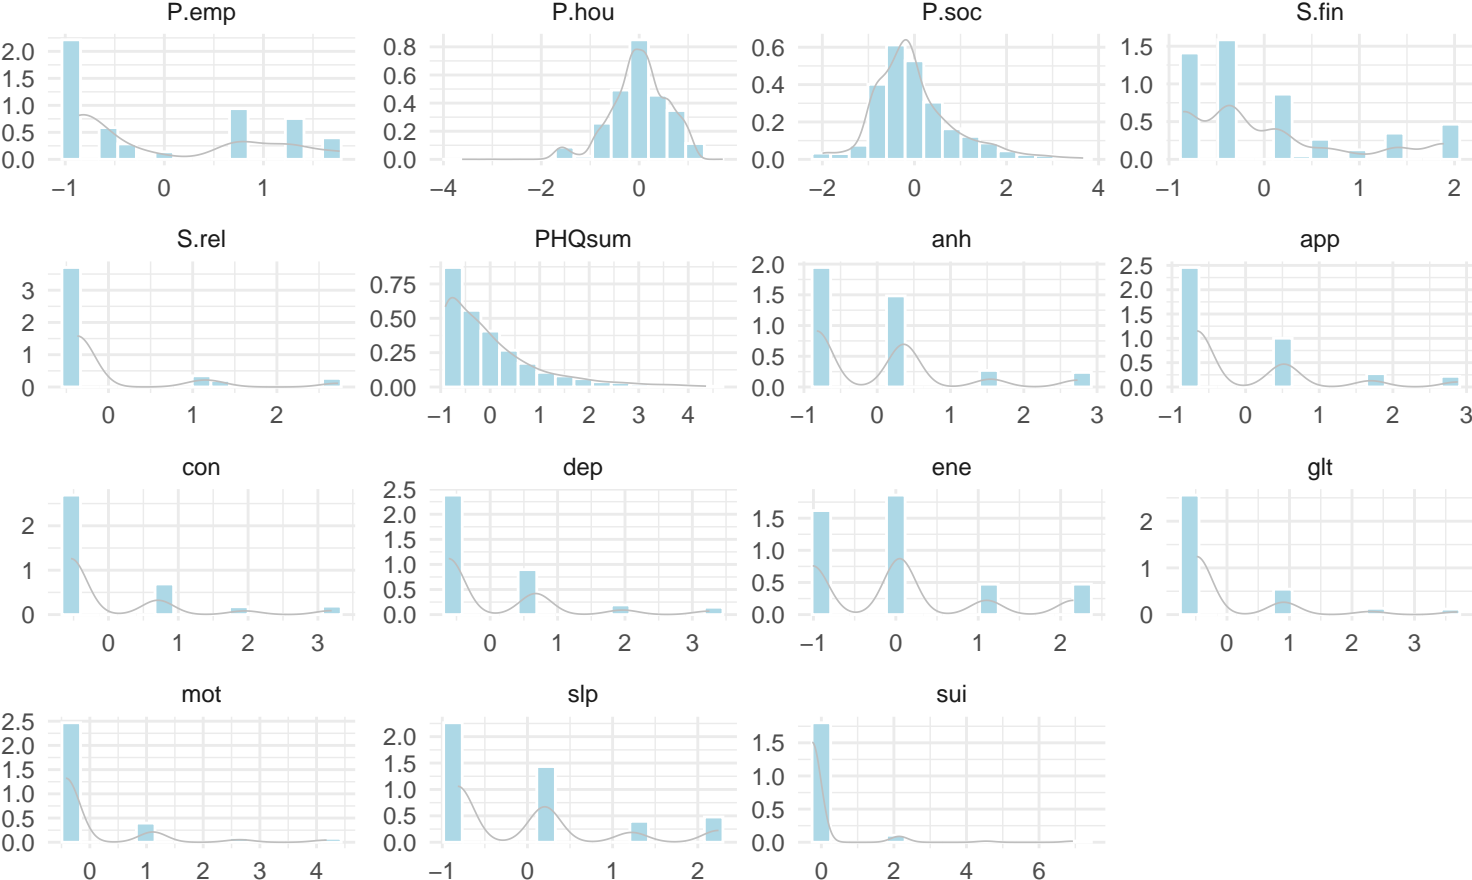 P.emp P.hou P.soc S.fin
2.0 1.5 1.0 0.5 0.0
0.8 0.6 0.4 0.2 0.0
0.6 0.4 0.2 0.0
1.5 1.0 0.5 0.0
−1 0 1
−4 −2 0
−2 0 2 4
−1 0 1 2
S.rel PHQsum anh app
3 2 1 0
0.75 0.50 0.25 0.00
2.0 1.5 1.0 0.5 0.0
2.5 2.0 1.5 1.0 0.5 0.0
0 1 2
−1 0 1 2 3 4
−1 0 1 2 3
−1 0 1 2 3
con dep ene glt
2 1 0
2.5 2.0 1.5 1.0 0.5 0.0
1.5 1.0 0.5 0.0
2 1 0
0 1 2 3
0 1 2 3
−1 0 1 2
0 1 2 3
mot slp sui
2.5 2.0 1.5 1.0 0.5 0.0
2.0 1.5 1.0 0.5 0.0
1.5 1.0 0.5 0.0
0 1 2 3 4
−1 0 1 2
0 2 4 6